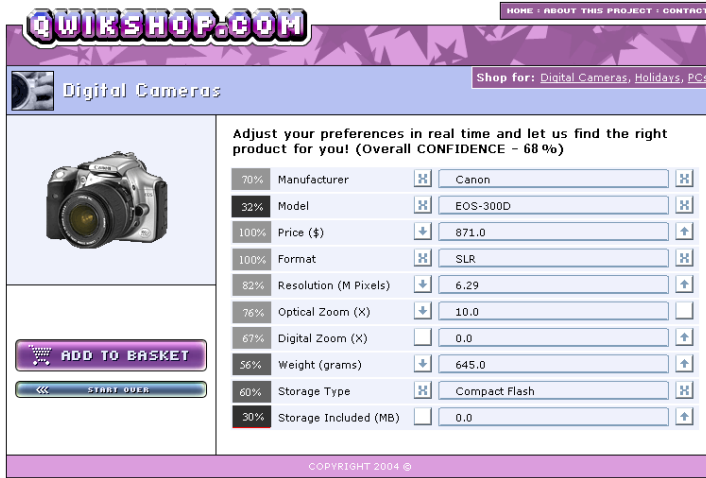 QWIKSHOP.COM
HOME : ABOUT THIS PROJECT : CONTACT
Digital Cameras
Shop for: Digital Cameras, Holidays, PCs
Adjust your preferences in real time and let us find the right
product for you! (Overall CONFIDENCE - 68%)
70% Manufacturer Canon
32% Model EOS-300D
100% Price ($) 871.0
100% Format SLR
82% Resolution (M Pixels) 6.29
76% Optical Zoom (X) 10.0
67% Digital Zoom (X) 0.0
56% Weight (grams) 645.0
60% Storage Type Compact Flash
30% Storage Included (MB) 0.0
ADD TO BASKET
START OVER
COPYRIGHT 2004 ©